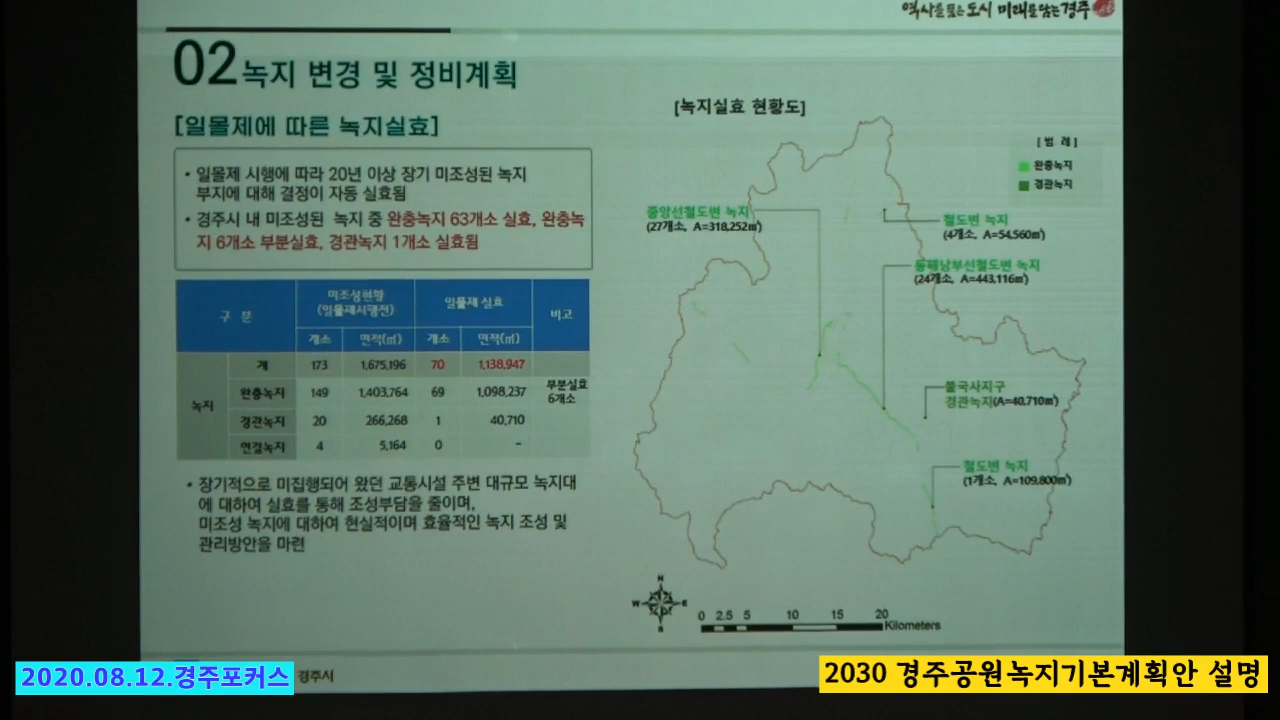 역사를 품은 도시 미래를 담는 경주
02 녹지 변경 및 정비계획
[일몰제에 따른 녹지실효]
• 일몰제 시행에 따라 20년 이상 장기 미조성된 녹지
부지에 대해 결정이 자동 실효됨
• 경주시 내 미조성된 녹지 중 완충녹지 63개소 실효, 완충녹
지 6개소 부분실효, 경관녹지 1개소 실효됨
구 분 미조성현황 (일몰제시행전) 일몰제 실효 비고
개소 면적(㎡) 개소 면적(㎡)
녹지 계 173 1,675,196 70 1,138,947
완충녹지 149 1,403,764 69 1,098,237 부분실효 6개소
경관녹지 20 266,268 1 40,710
연결녹지 4 5,164 0 -
• 장기적으로 미집행되어 왔던 교통시설 주변 대규모 녹지대
에 대하여 실효를 통해 조성부담을 줄이며,
미조성 녹지에 대하여 현실적이며 효율적인 녹지 조성 및
관리방안을 마련
[녹지실효 현황도]
[범 례]
완충녹지
경관녹지
중앙선철도변 녹지
(27개소, A=318,252㎡)
철도변 녹지
(4개소, A=54,560㎡)
동해남부선철도변 녹지
(24개소, A=443,116㎡)
불국사지구
경관녹지(A=40,710㎡)
철도변 녹지
(1개소, A=109,800㎡)
N
W E
S
0 2.5 5 10 15 20
Kilometers
2020.08.12.경주포커스
경주시
2030 경주공원녹지기본계획안 설명